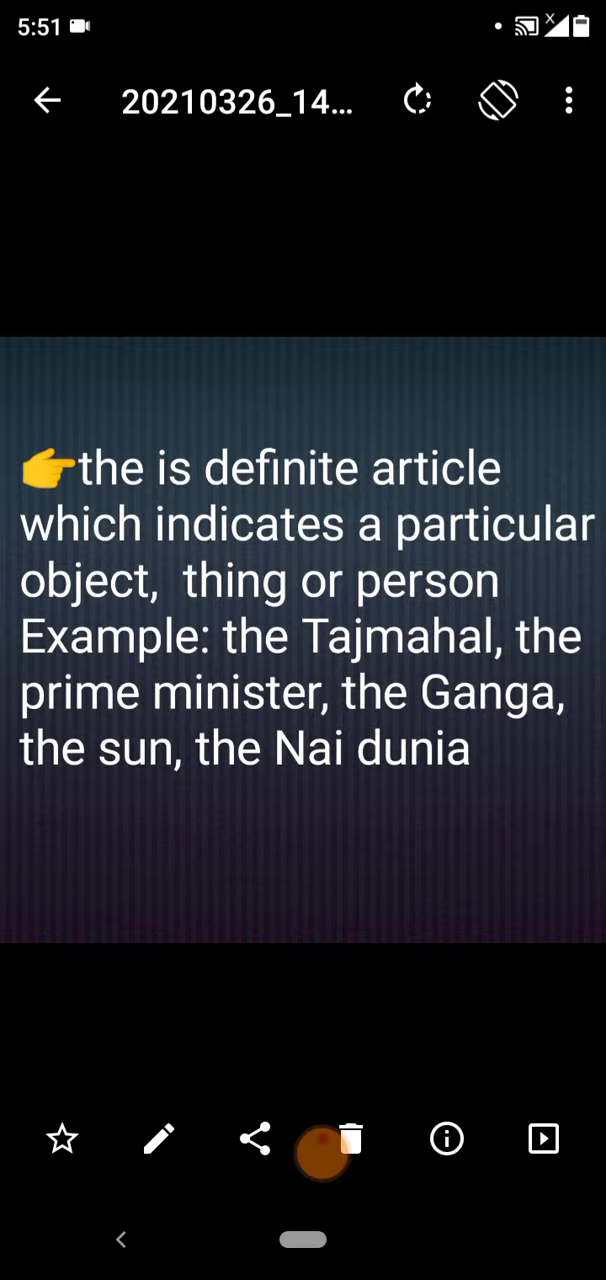 5:51
20210326_14...
👉the is definite article
which indicates a particular
object,  thing or person
Example: the Tajmahal, the
prime minister, the Ganga,
the sun, the Nai dunia